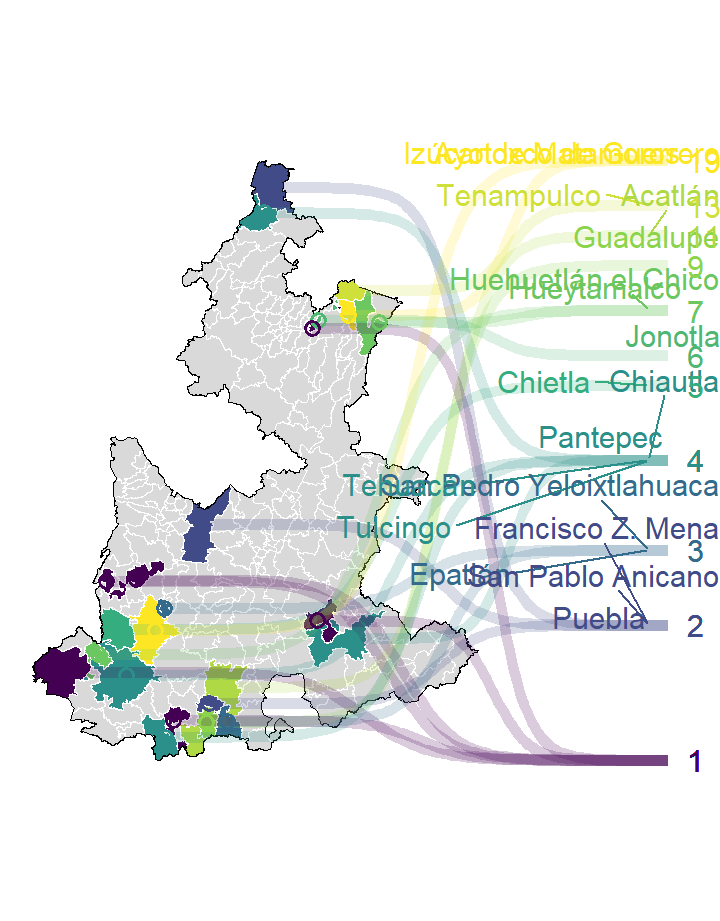 Izúcar de Matamoros
Ayotoxco de Guerrero
19
Tenampulco
Acatlán
13
Guadalupe
11
9
Huehuetlán el Chico
Hueytamalco
7
Jonotla
6
Chietla
Chiautla
5
Pantepec
4
Tehuacán
San Pedro Yeloixtlahuaca
Tulcingo
Francisco Z. Mena
3
Epatlán
San Pablo Anicano
Puebla
2
1